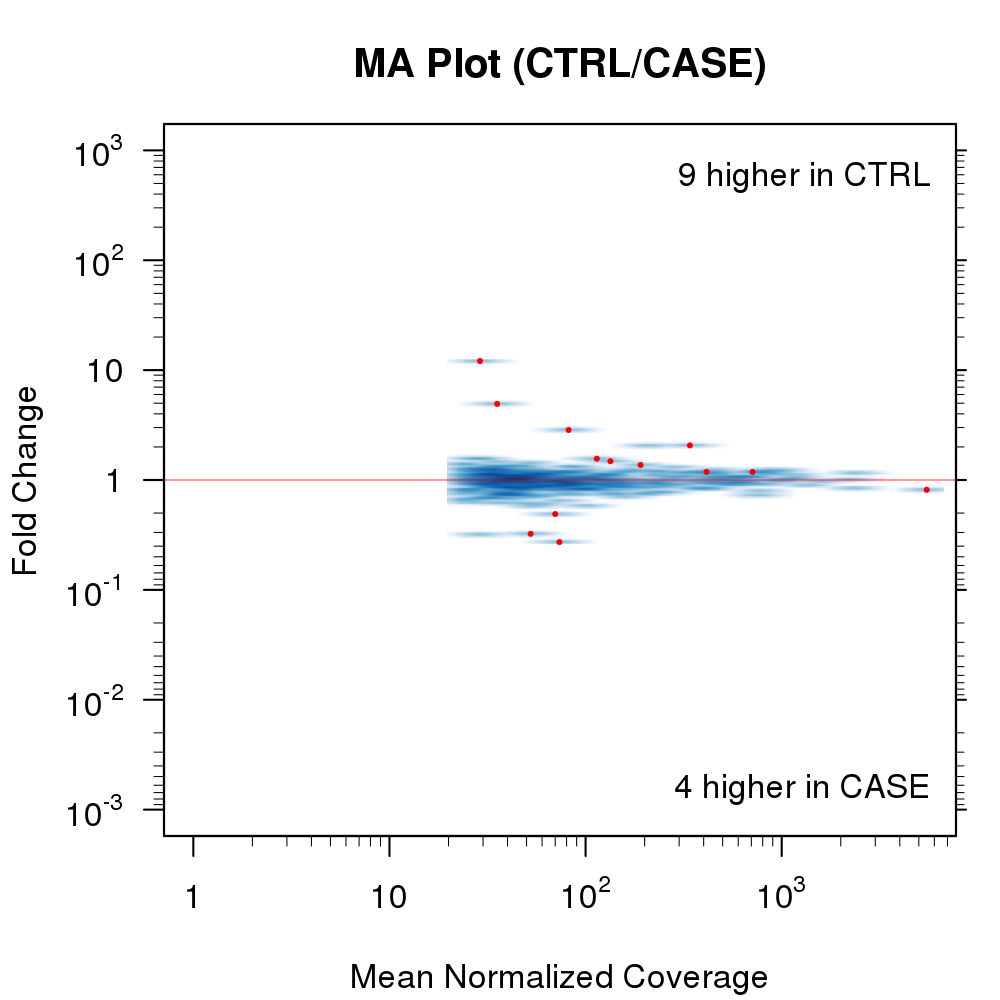 MA Plot (CTRL/CASE)
9 higher in CTRL
4 higher in CASE
Fold Change
10³
10²
10
1
10⁻¹
10⁻²
10⁻³
1 10 10² 10³
Mean Normalized Coverage